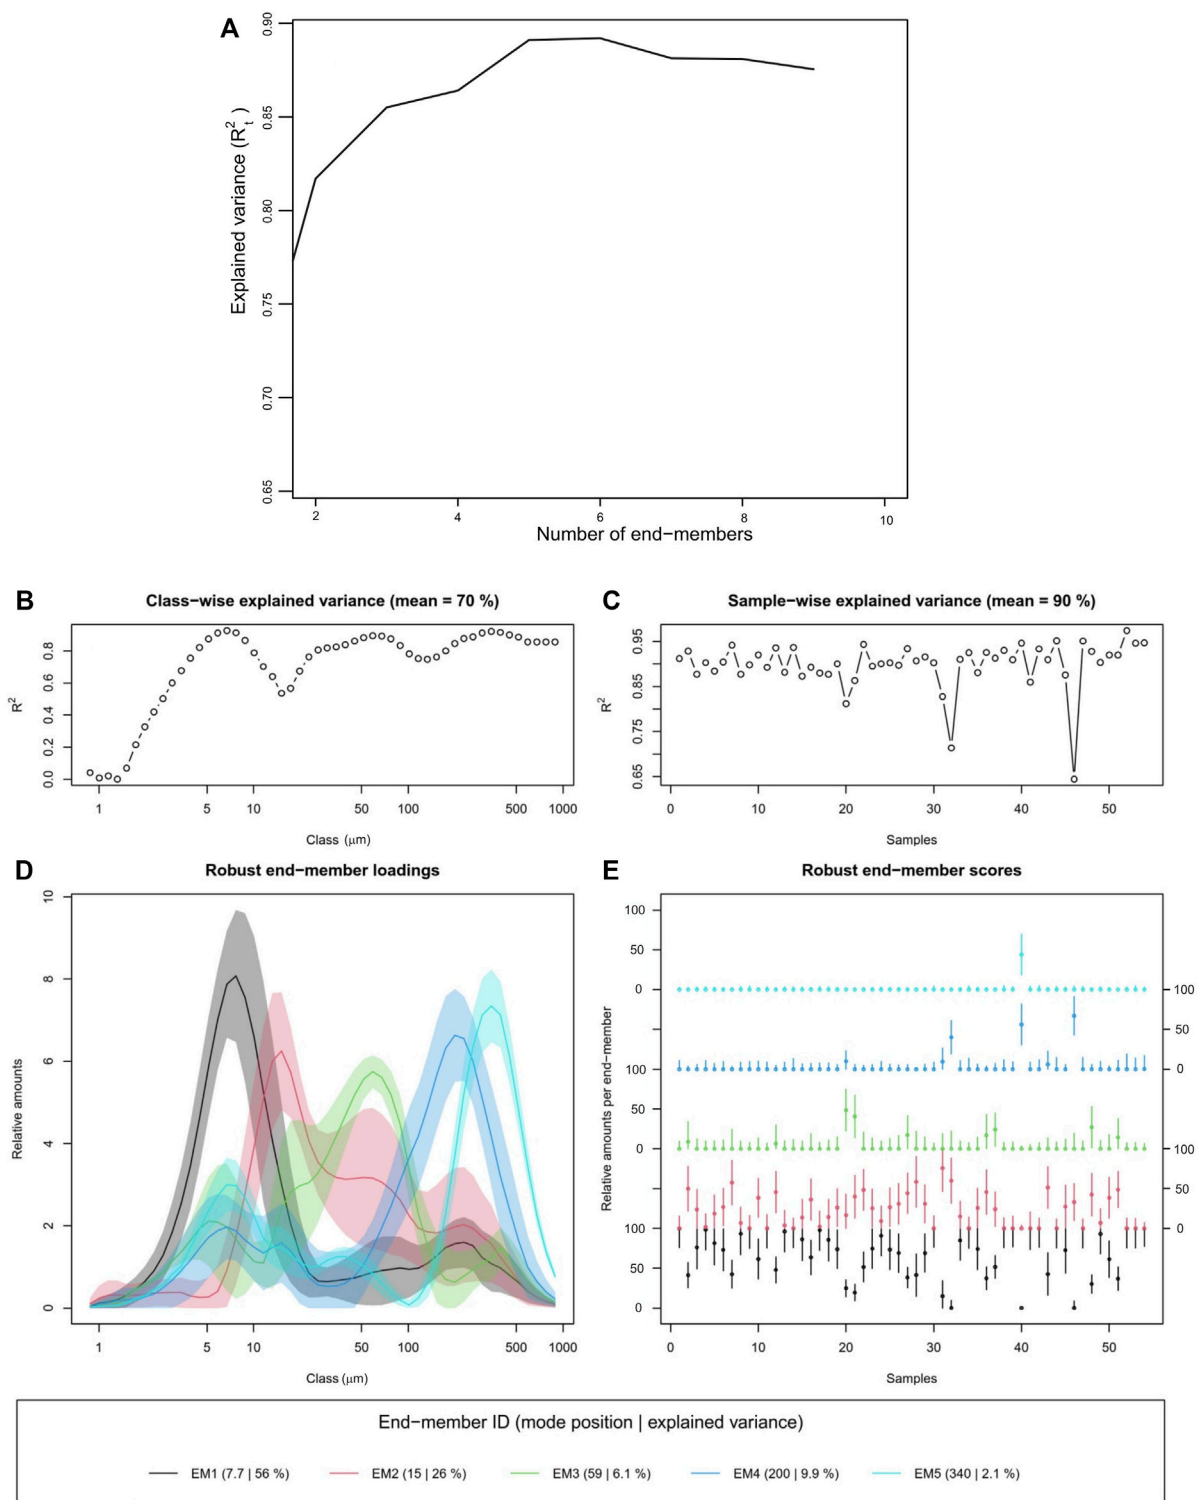 A
Explained variance (R²t)
0.90
0.85
0.80
0.75
0.70
0.65
2 4 6 8 10
Number of end−members
B
Class−wise explained variance (mean = 70 %)
R²
0.8
0.6
0.4
0.2
0.0
1 5 10 50 100 500 1000
Class (μm)
C
Sample−wise explained variance (mean = 90 %)
R²
0.95
0.85
0.75
0.65
0 10 20 30 40 50
Samples
D
Robust end−member loadings
Relative amounts
10
8
6
4
2
0
1 5 10 50 100 500 1000
Class (μm)
E
Robust end−member scores
Relative amounts per end−member
100
50
0 100
50
100 0
50
0 100
50
100 0
50
0
0 10 20 30 40 50
Samples
End−member ID (mode position | explained variance)
EM1 (7.7 | 56 %) EM2 (15 | 26 %) EM3 (59 | 6.1 %) EM4 (200 | 9.9 %) EM5 (340 | 2.1 %)